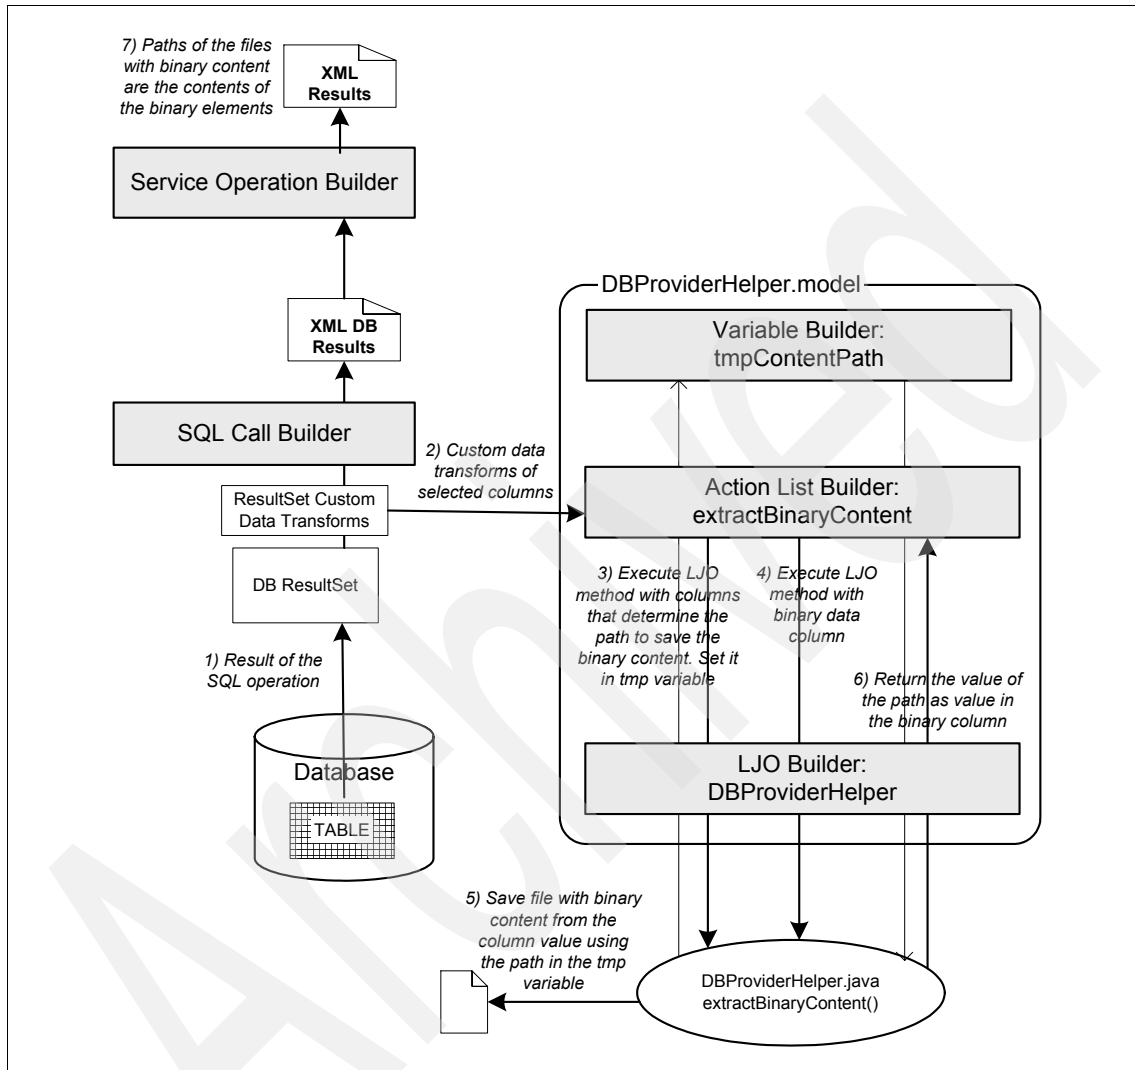 7) Paths of the files
with binary content
are the contents of
the binary elements
XML
Results
Service Operation Builder
XML DB
Results
SQL Call Builder
ResultSet Custom
Data Transforms
DB ResultSet
1) Result of the
SQL operation
Database
TABLE
2) Custom data
transforms of
selected columns
DBProviderHelper.model
Variable Builder:
tmpContentPath
Action List Builder:
extractBinaryContent
3) Execute LJO
method with columns
that determine the
path to save the
binary content. Set it
in tmp variable
4) Execute LJO
method with
binary data
column
6) Return the value of
the path as value in
the binary column
LJO Builder:
DBProviderHelper
5) Save file with binary
content from the
column value using
the path in the tmp
variable
DBProviderHelper.java
extractBinaryContent()
Archived